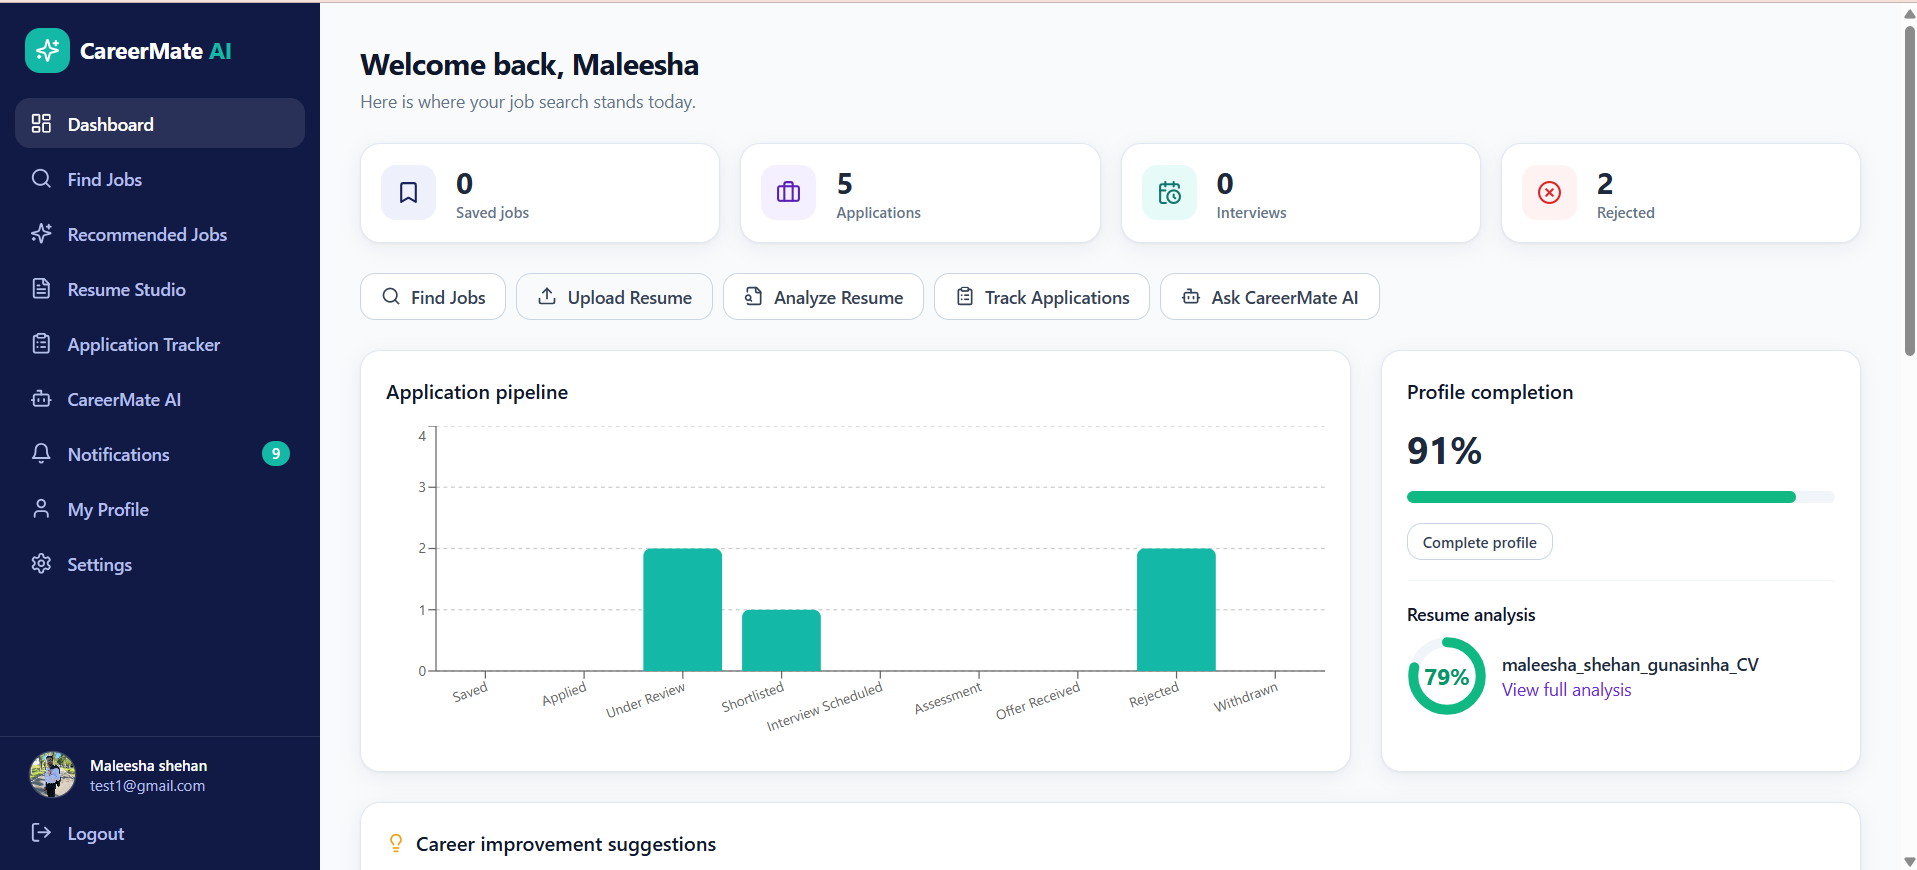 CareerMate AI
Dashboard
Find Jobs
Recommended Jobs
Resume Studio
Application Tracker
CareerMate AI
Notifications 9
My Profile
Settings
Maleesha shehan
test1@gmail.com
Logout
Welcome back, Maleesha
Here is where your job search stands today.
0
Saved jobs
5
Applications
0
Interviews
2
Rejected
Find Jobs
Upload Resume
Analyze Resume
Track Applications
Ask CareerMate AI
Application pipeline
4
3
2
1
0
Saved
Applied
Under Review
Shortlisted
Interview Scheduled
Assessment
Offer Received
Rejected
Withdrawn
Profile completion
91%
Complete profile
Resume analysis
79%
maleesha_shehan_gunasinha_CV
View full analysis
Career improvement suggestions